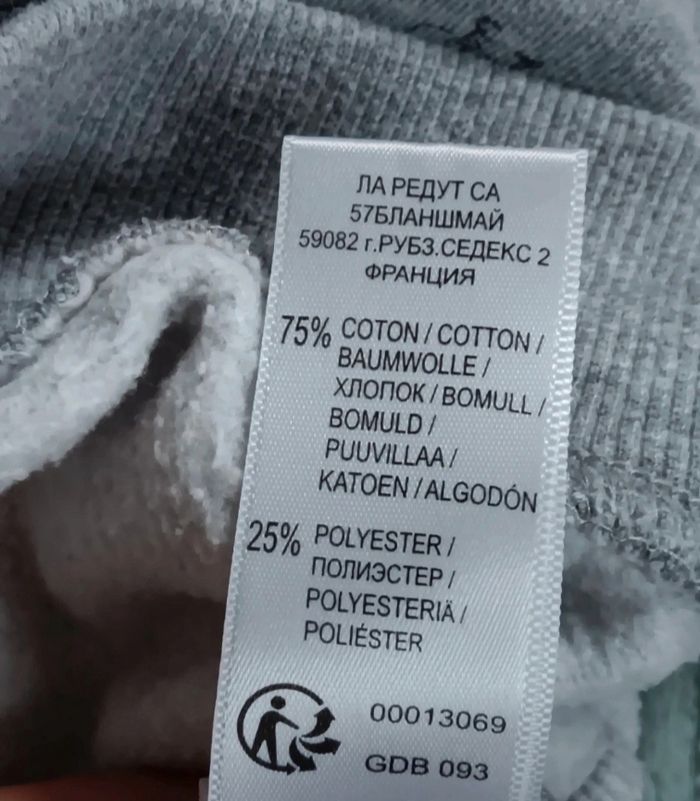 ЛА РЕДУТ СА
57БЛАНШМАЙ
59082 г.РУБЗ.СЕДЕКС 2
ФРАНЦИЯ
75% COTON / COTTON /
BAUMWOLLE /
ХЛОПОК / BOMULL /
BOMULD /
PUUVILLAA /
KATOEN / ALGODÓN
25% POLYESTER /
ПОЛИЭСТЕР /
POLYESTERIÄ /
POLIÉSTER
00013069
GDB 093